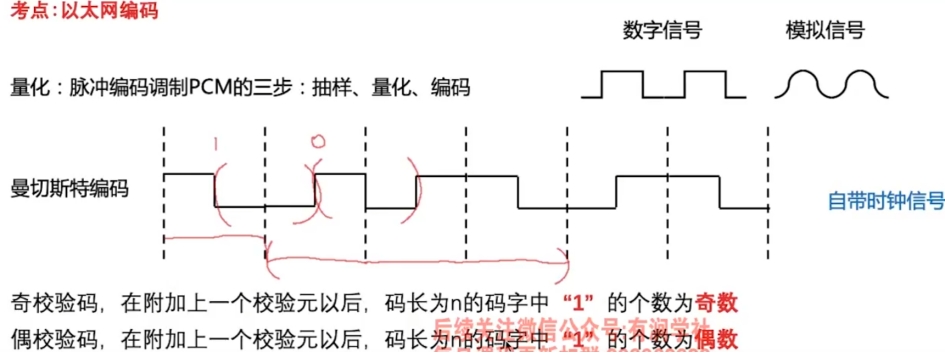 考点:以太网编码
数字信号 模拟信号
量化：脉冲编码调制PCM的三步：抽样、量化、编码
1 0
曼切斯特编码
自带时钟信号
奇校验码，在附加上一个校验元以后，码长为n的码字中“1”的个数为奇数
后续关注微信公众号:有润学社
偶校验码，在附加上一个校验元以后，码长为n的码字中“1”的个数为偶数